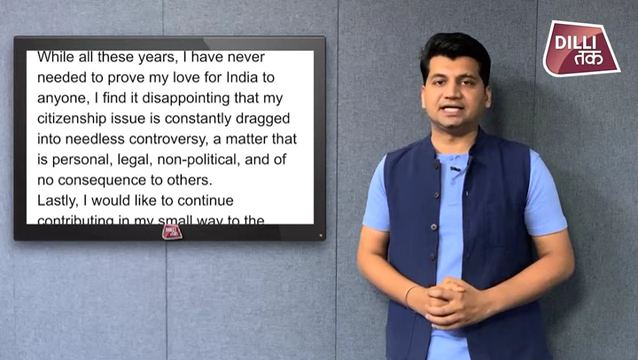 While all these years, I have never
needed to prove my love for India to
anyone, I find it disappointing that my
citizenship issue is constantly dragged
into needless controversy, a matter that
is personal, legal, non-political, and of
no consequence to others.
Lastly, I would like to continue
contributing in my small way to the
DILLI
तक